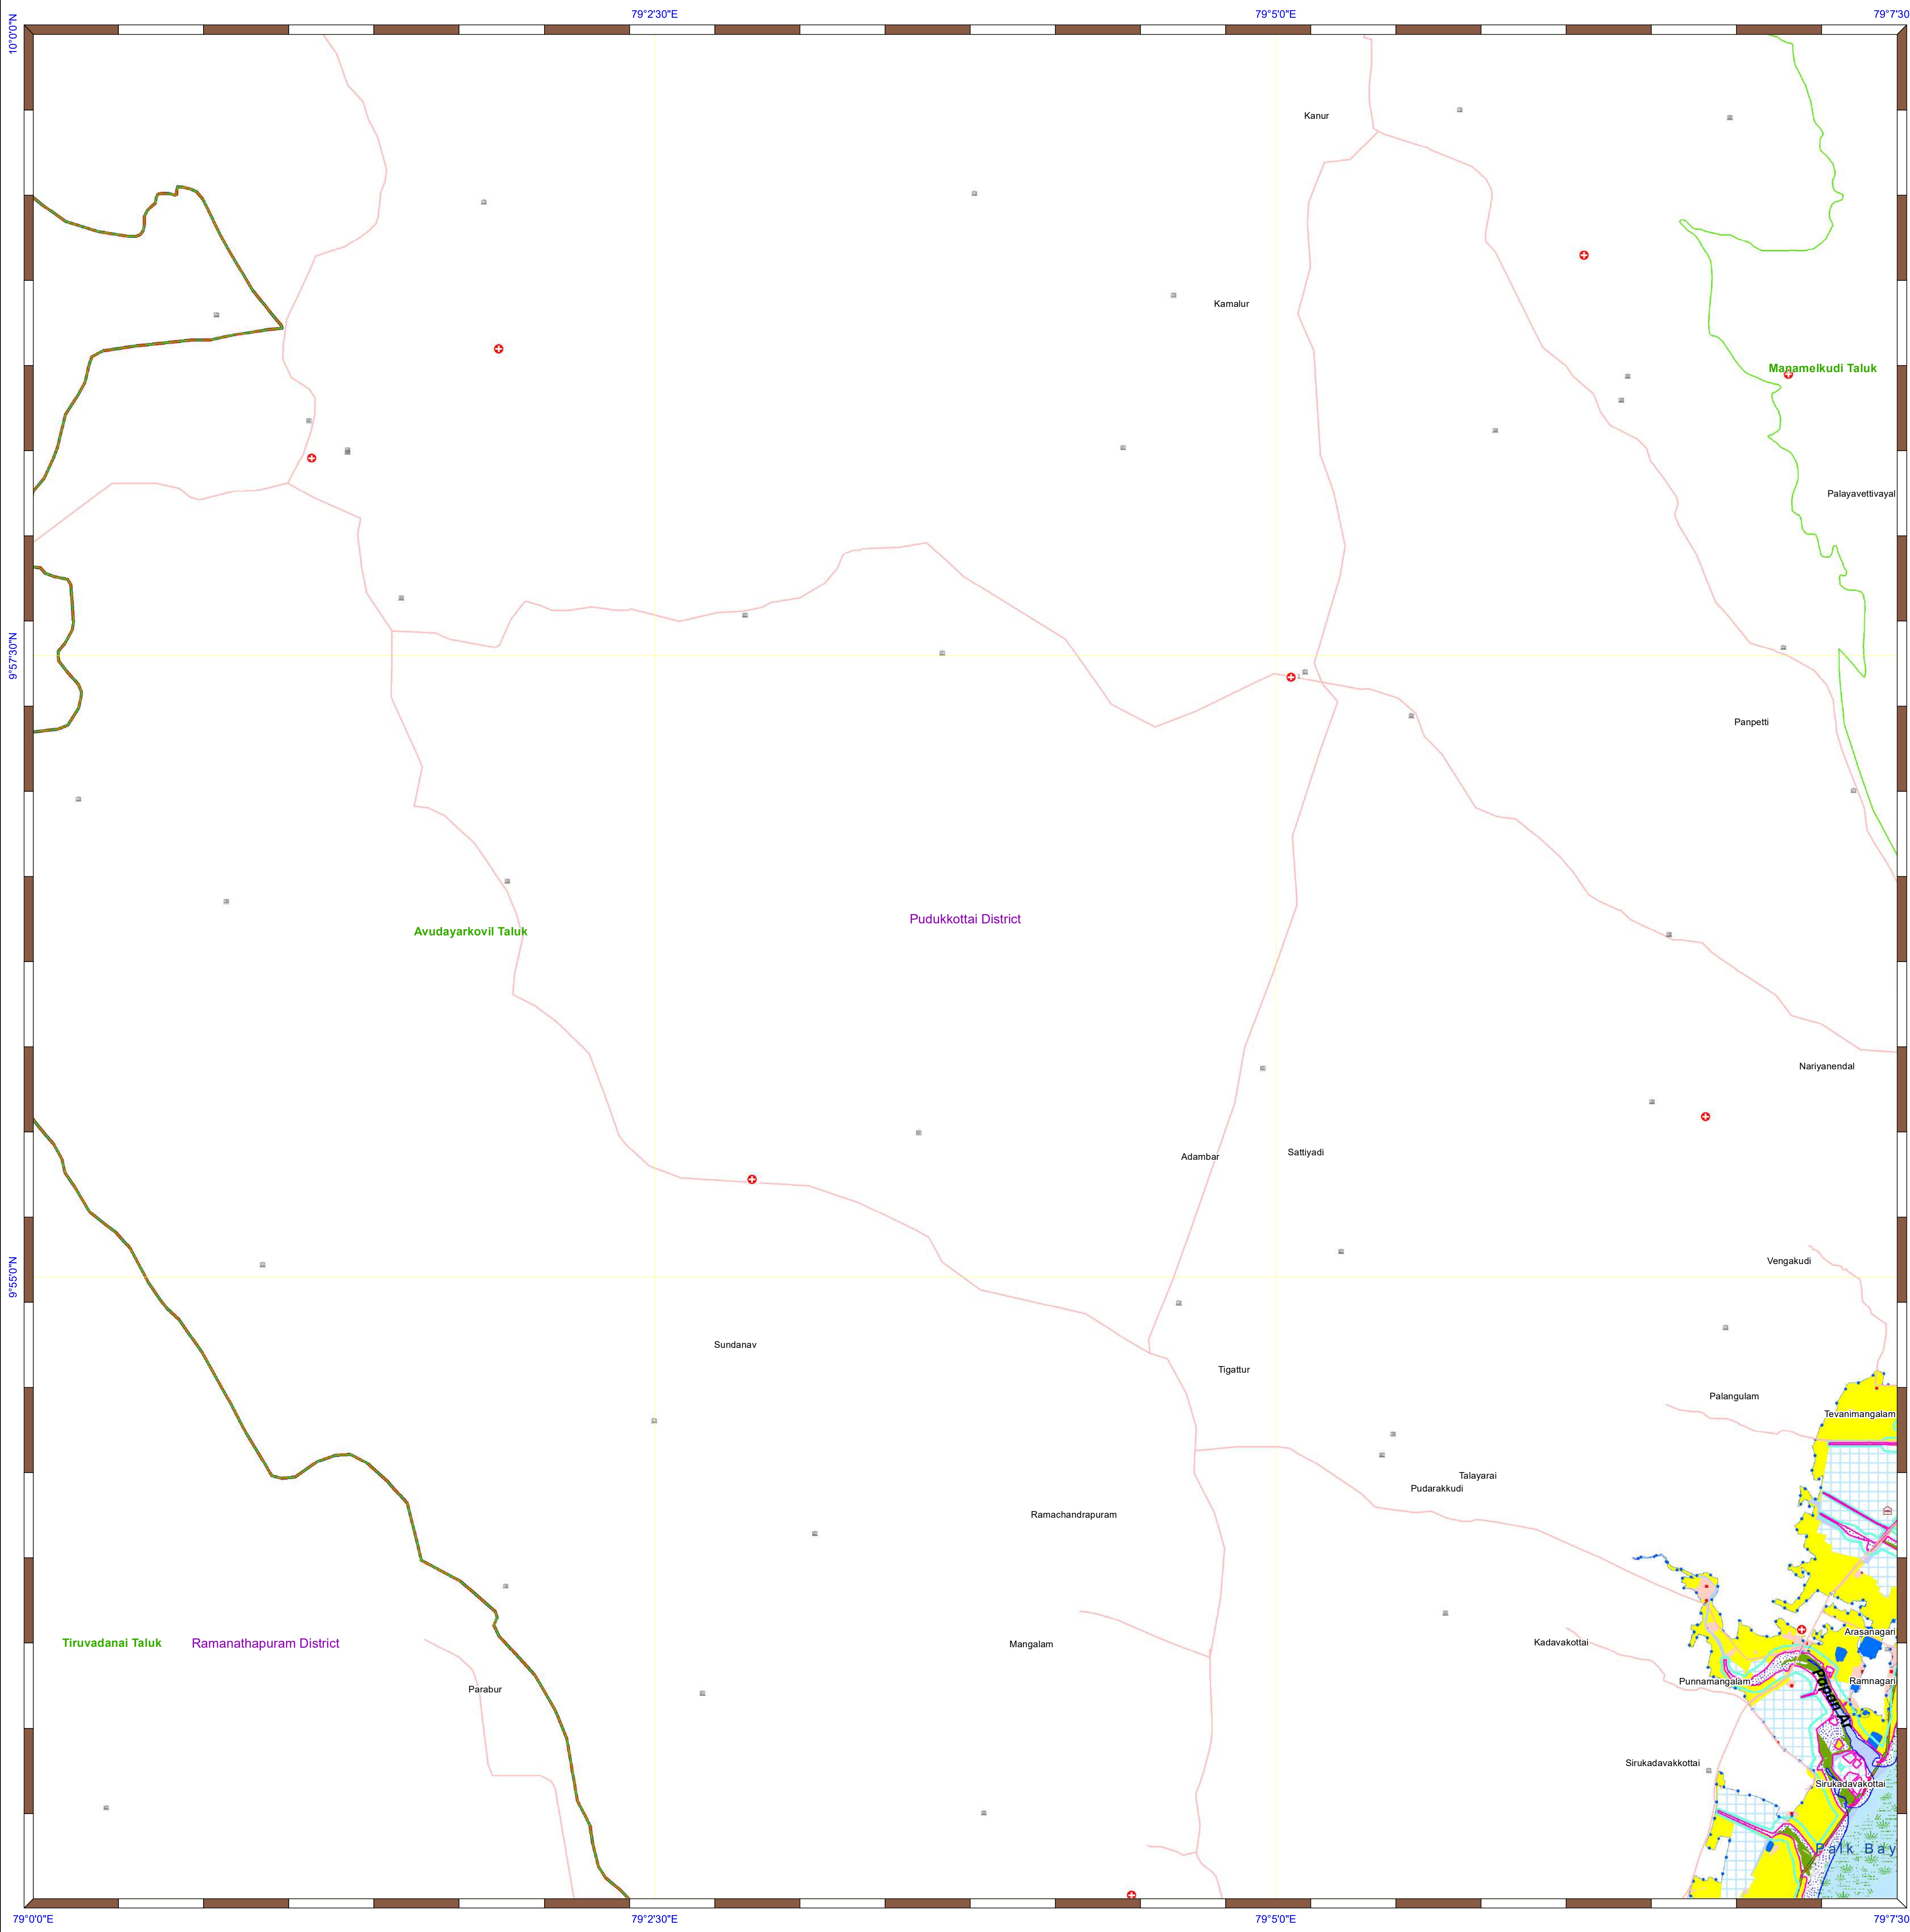 79°2'30"E
79°5'0"E
79°7'30
10°0'0"N
Kanur
Kamalur
Manamelkudi Taluk
Palayavettivayal
9°57'30"N
Panpetti
Pudukkottai District
Avudayarkovil Taluk
Nariyanendal
Sattiyadi
Adambar
Vengakudi
9°55'0"N
Sundanav
Tigattur
Palangulam
Tevanimangalam
Talayarai
Pudarakkudi
Ramachandrapuram
Arasanagari
Tiruvadanai Taluk
Ramanathapuram District
Mangalam
Kadavakottai
Punnamangalam
Ramnagari
Parabur
Papan Ar
Sirukadavakkottai
Sirukadavakottai
Palk Bay
79°0'0"E
79°2'30"E
79°5'0"E
79°7'30